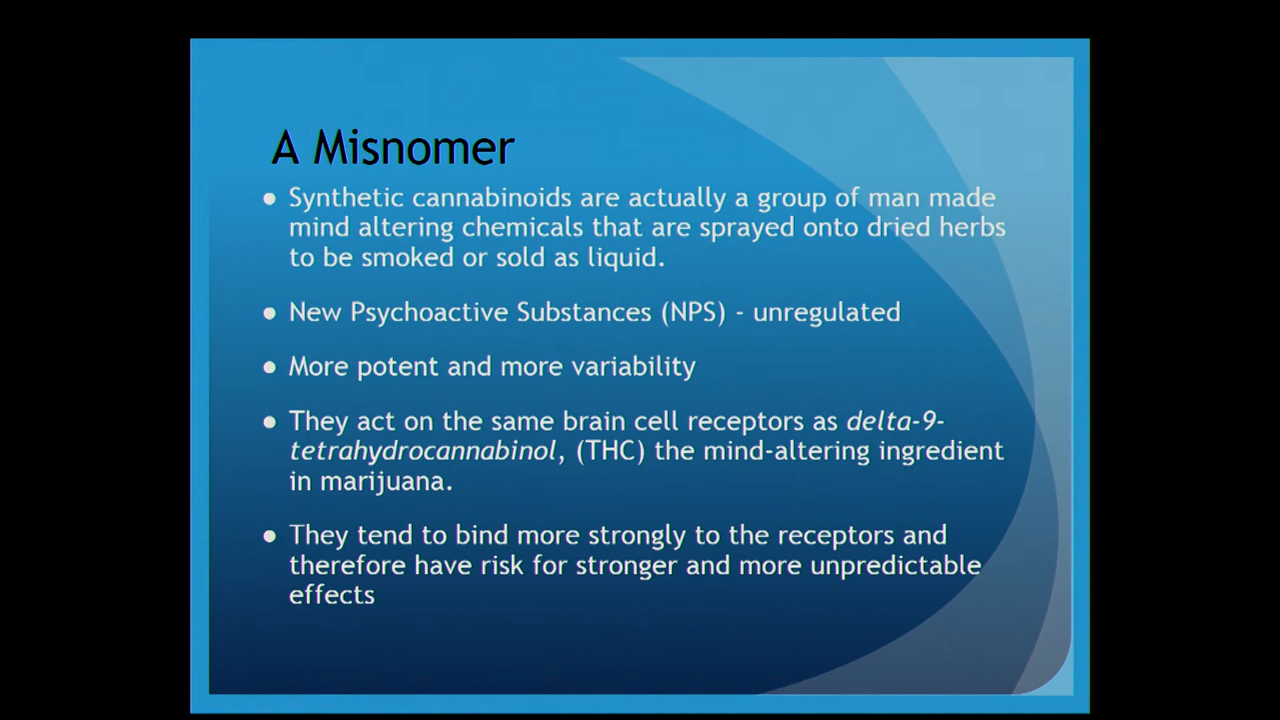 A Misnomer
• Synthetic cannabinoids are actually a group of man made
mind altering chemicals that are sprayed onto dried herbs
to be smoked or sold as liquid.
• New Psychoactive Substances (NPS) - unregulated
• More potent and more variability
• They act on the same brain cell receptors as delta-9-
tetrahydrocannabinol, (THC) the mind-altering ingredient
in marijuana.
• They tend to bind more strongly to the receptors and
therefore have risk for stronger and more unpredictable
effects